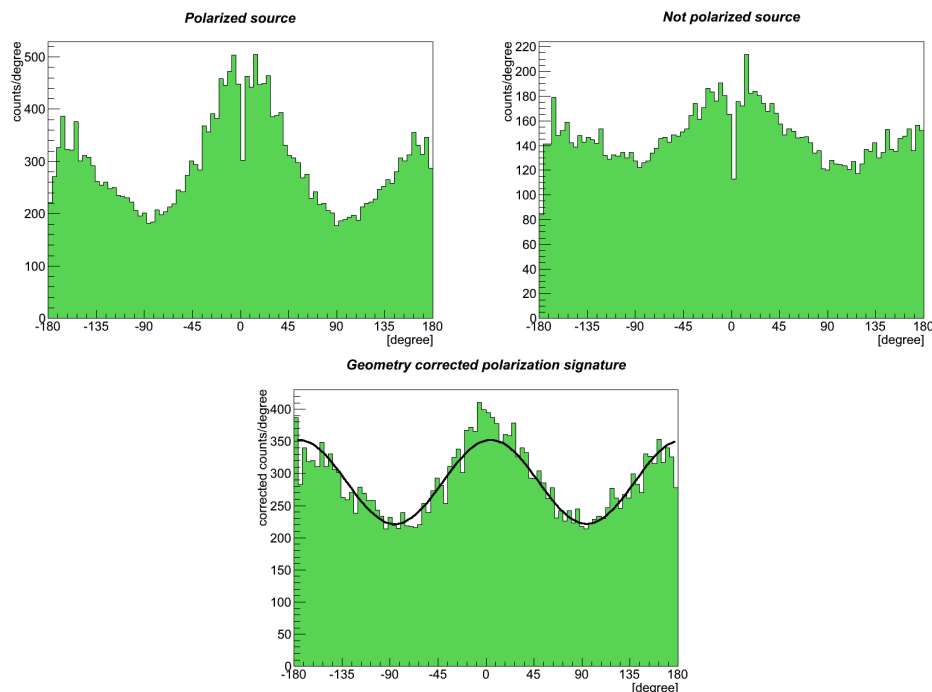 Polarized source
counts/degree
500
400
300
200
100
0
-180 -135 -90 -45 0 45 90 135 180
[degree]
Not polarized source
counts/degree
220
200
180
160
140
120
100
80
60
40
20
0
-180 -135 -90 -45 0 45 90 135 180
[degree]
Geometry corrected polarization signature
corrected counts/degree
400
350
300
250
200
150
100
50
0
-180 -135 -90 -45 0 45 90 135 180
[degree]